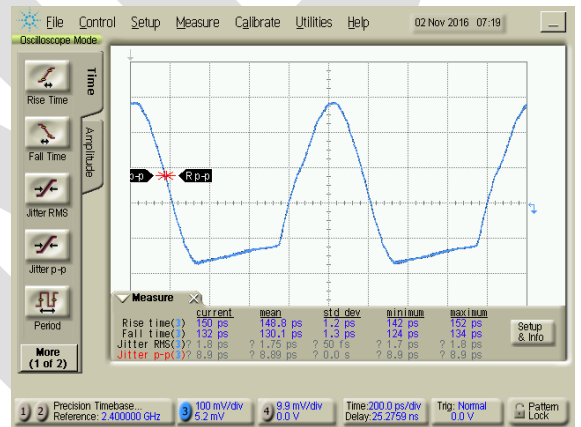 File Control Setup Measure Calibrate Utilities Help 02 Nov 2016 07:19
Oscilloscope Mode
Time
Amplitude
Rise Time
Fall Time
Jitter RMS
Jitter p-p
Period
More
(1 of 2)
p-p R p-p
Measure
current mean std dev minimum maximum
Rise time(3) 150 ps 148.8 ps 1.2 ps 142 ps 152 ps
Fall time(3) 132 ps 130.1 ps 1.3 ps 124 ps 134 ps
Jitter RMS(3)? 1.8 ps ? 1.75 ps ? 50 fs ? 1.7 ps ? 1.8 ps
Jitter p-p(3)? 8.9 ps ? 8.89 ps ? 0.0 s ? 8.9 ps ? 8.9 ps
Setup
& Info
1 2 Precision Timebase...
Reference: 2.400000 GHz
3 100 mV/div
5.2 mV
4 9.9 mV/div
0.0 V
Time:200.0 ps/div
Delay:25.2759 ns
Trig: Normal
0.0 V
Pattern
Lock